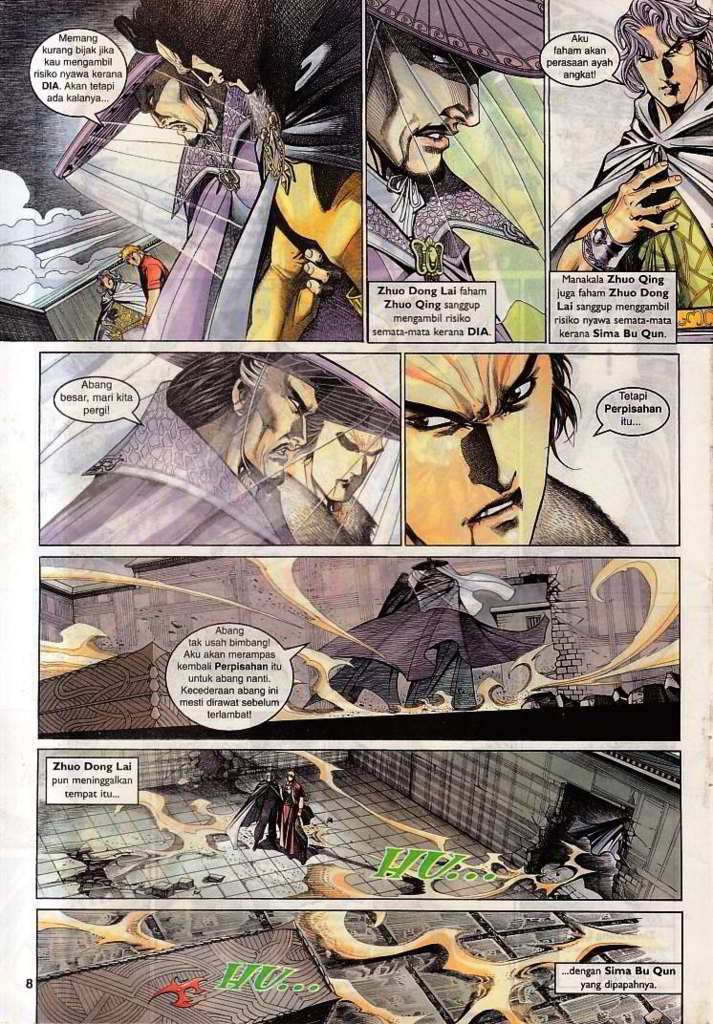 Memang
kurang bijak jika
kau mengambil
risiko nyawa kerana
DIA. Akan tetapi
ada kalanya...
Zhuo Dong Lai faham
Zhuo Qing sanggup
mengambil risiko
semata-mata kerana DIA.
Aku
faham akan
perasaan ayah
angkat!
Manakala Zhuo Qing
juga faham Zhuo Dong
Lai sanggup menggambil
risiko nyawa semata-mata
kerana Sima Bu Qun.
Abang
besar, mari kita
pergi!
Tetapi
Perpisahan
itu...
Abang
tak usah bimbang!
Aku akan merampas
kembali Perpisahan itu
untuk abang nanti.
Kecederaan abang ini
mesti dirawat sebelum
terlambat!
Zhuo Dong Lai
pun meninggalkan
tempat itu...
HU...
HU...
...dengan Sima Bu Qun
yang dipapahnya.
8